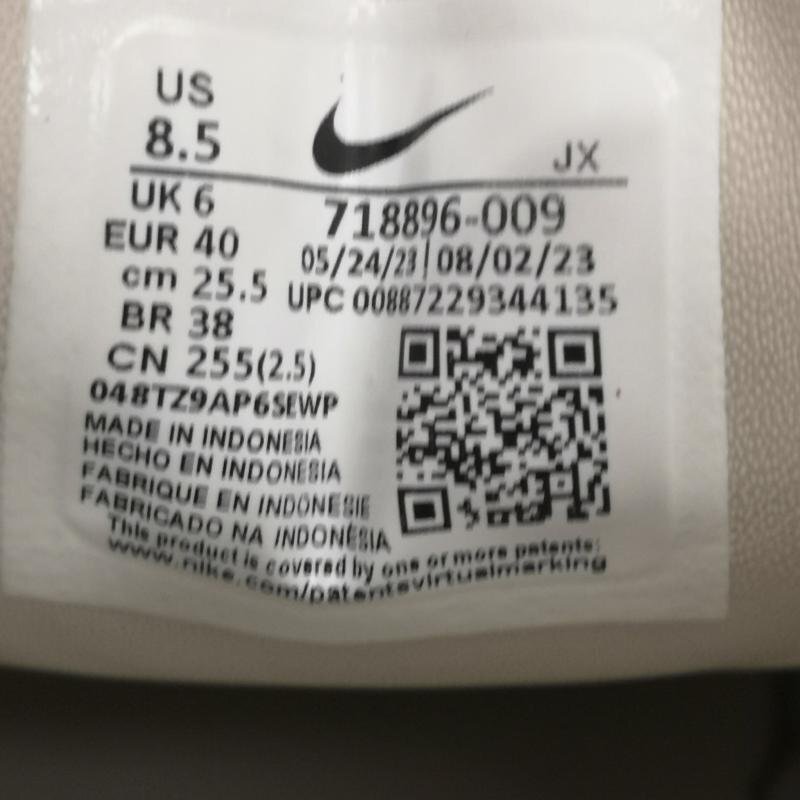 US
8.5
JX
UK 6
EUR 40
cm 25.5
BR 38
CN 255(2.5)
718896-009
05/24/23|08/02/23
UPC 00887229344135
048TZ9AP6SEWP
MADE IN INDONESIA
HECHO EN INDONESIA
FABRIQUE EN INDONESIE
FABRICADO NA INDONÉSIA
This product is covered by one or more patents:
www.nike.com/patentsvirtualmarking